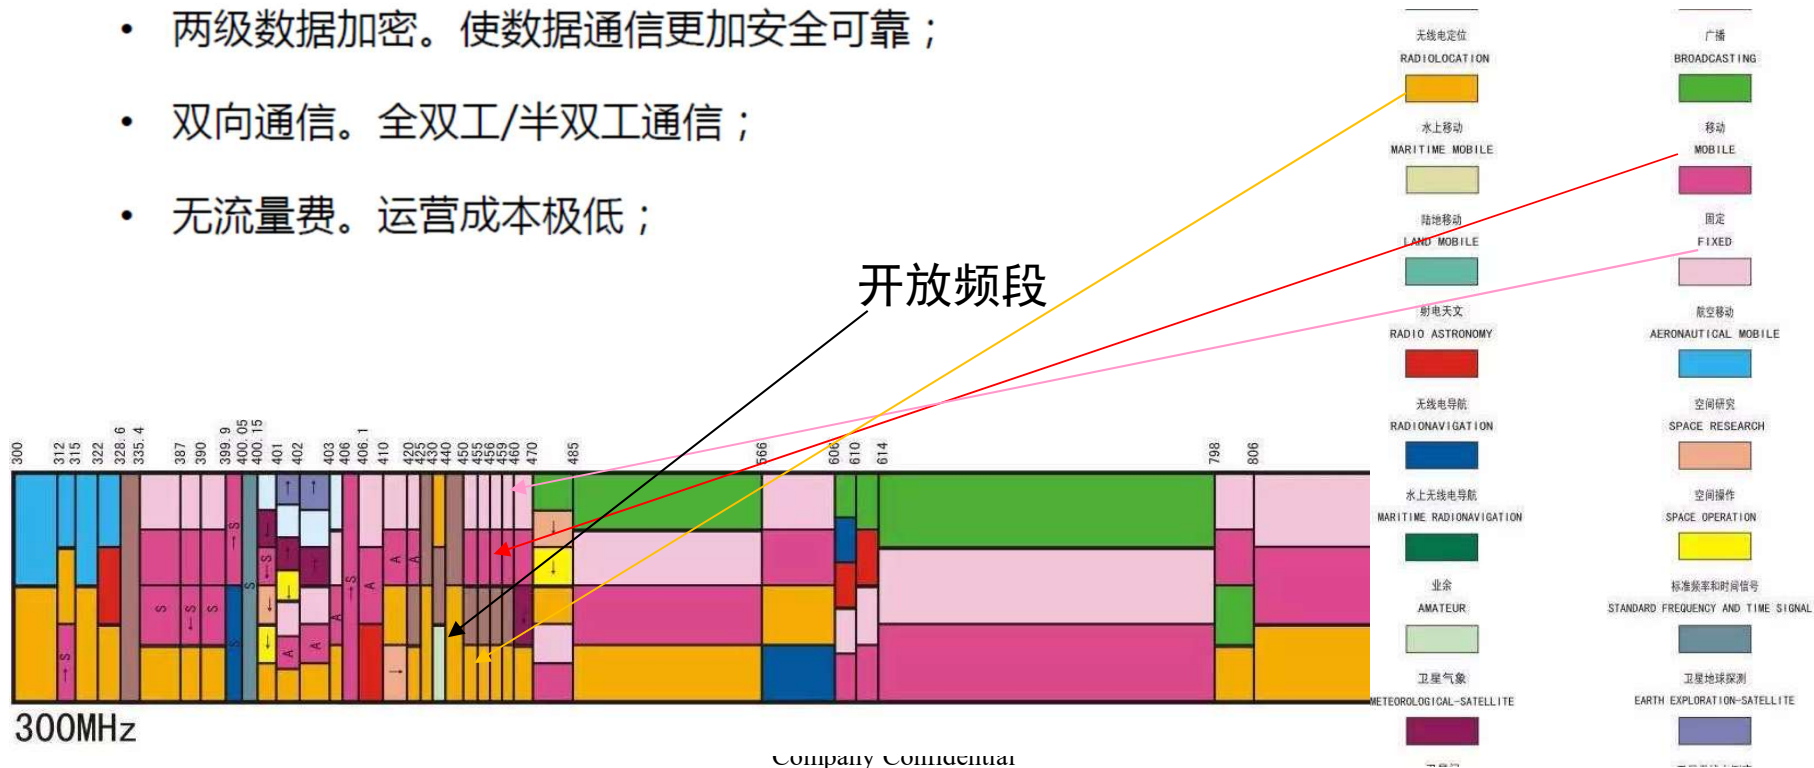 • 两级数据加密。使数据通信更加安全可靠；
• 双向通信。全双工/半双工通信；
• 无流量费。运营成本极低；
开放频段
300 312 315 322 328.6 335.4 387 390 399.9 400.05 400.15 401 402 403 406 406.1 410 420 425 430 440 450 455 456 459 460 470 485 566 606 610 614 798 806
300MHz
无线电定位
RADIOLOCATION
水上移动
MARITIME MOBILE
陆地移动
LAND MOBILE
射电天文
RADIO ASTRONOMY
无线电导航
RADIONAVIGATION
水上无线电导航
MARITIME RADIONAVIGATION
业余
AMATEUR
卫星气象
METEOROLOGICAL-SATELLITE
广播
BROADCASTING
移动
MOBILE
固定
FIXED
航空移动
AERONAUTICAL MOBILE
空间研究
SPACE RESEARCH
空间操作
SPACE OPERATION
标准频率和时间信号
STANDARD FREQUENCY AND TIME SIGNAL
卫星地球探测
EARTH EXPLORATION-SATELLITE
Company Confidential